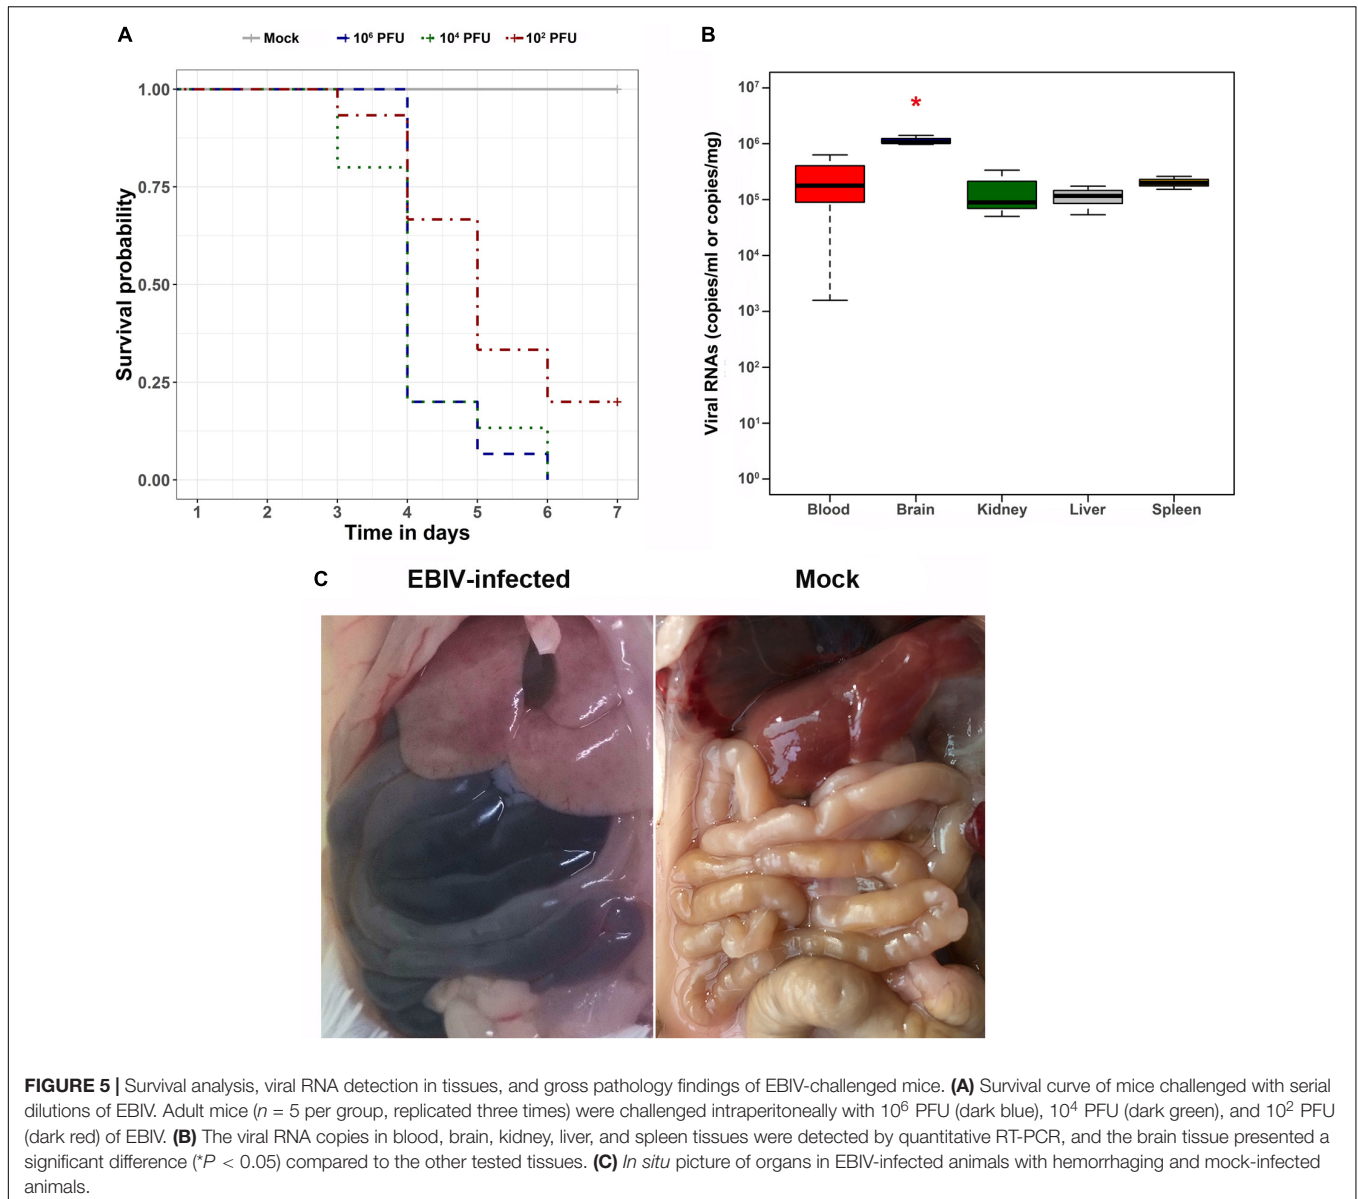 A
Mock 10⁶ PFU 10⁴ PFU 10² PFU
1.00
0.75
0.50
0.25
0.00
Survival probability
1 2 3 4 5 6 7
Time in days
B
*
10⁷
10⁶
10⁵
10⁴
10³
10²
10¹
10⁰
Viral RNAs (copies/ml or copies/mg)
Blood Brain Kidney Liver Spleen
C EBIV-infected Mock
FIGURE 5 | Survival analysis, viral RNA detection in tissues, and gross pathology findings of EBIV-challenged mice. (A) Survival curve of mice challenged with serial
dilutions of EBIV. Adult mice (n = 5 per group, replicated three times) were challenged intraperitoneally with 10⁶ PFU (dark blue), 10⁴ PFU (dark green), and 10² PFU
(dark red) of EBIV. (B) The viral RNA copies in blood, brain, kidney, liver, and spleen tissues were detected by quantitative RT-PCR, and the brain tissue presented a
significant difference (*P < 0.05) compared to the other tested tissues. (C) In situ picture of organs in EBIV-infected animals with hemorrhaging and mock-infected
animals.